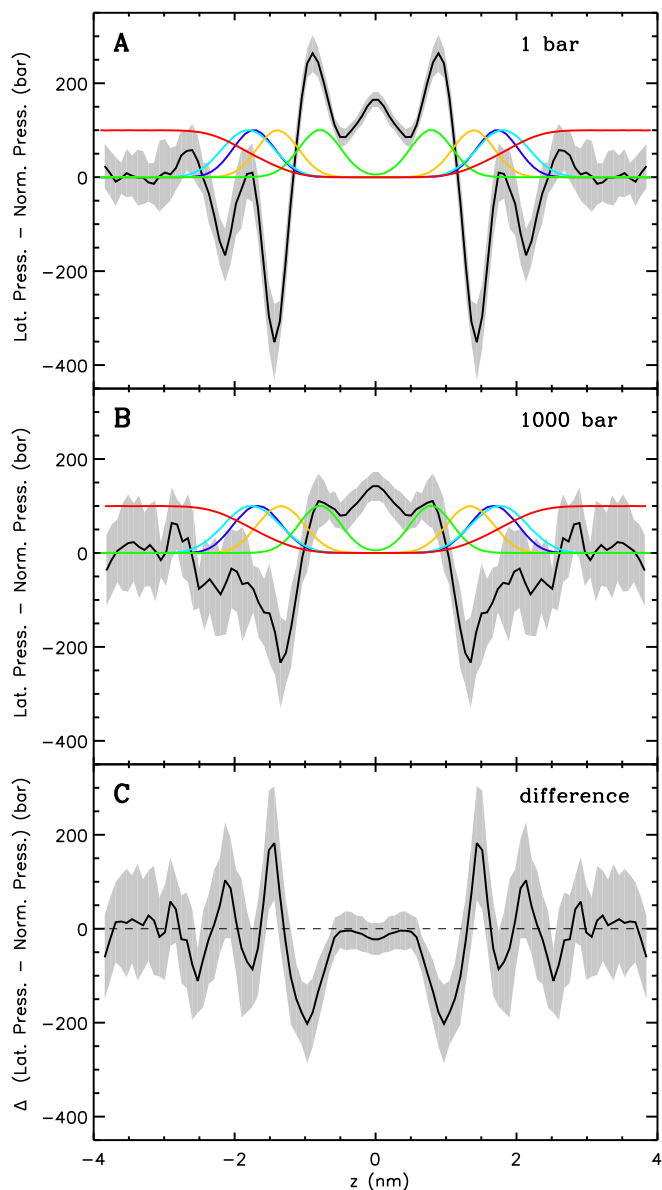 A
1 bar
Lat. Press. − Norm. Press. (bar)
200
0
−200
−400
B
1000 bar
Lat. Press. − Norm. Press. (bar)
200
0
−200
−400
C
difference
Δ (Lat. Press. − Norm. Press.) (bar)
200
0
−200
−400
−4 −2 0 2 4
z (nm)